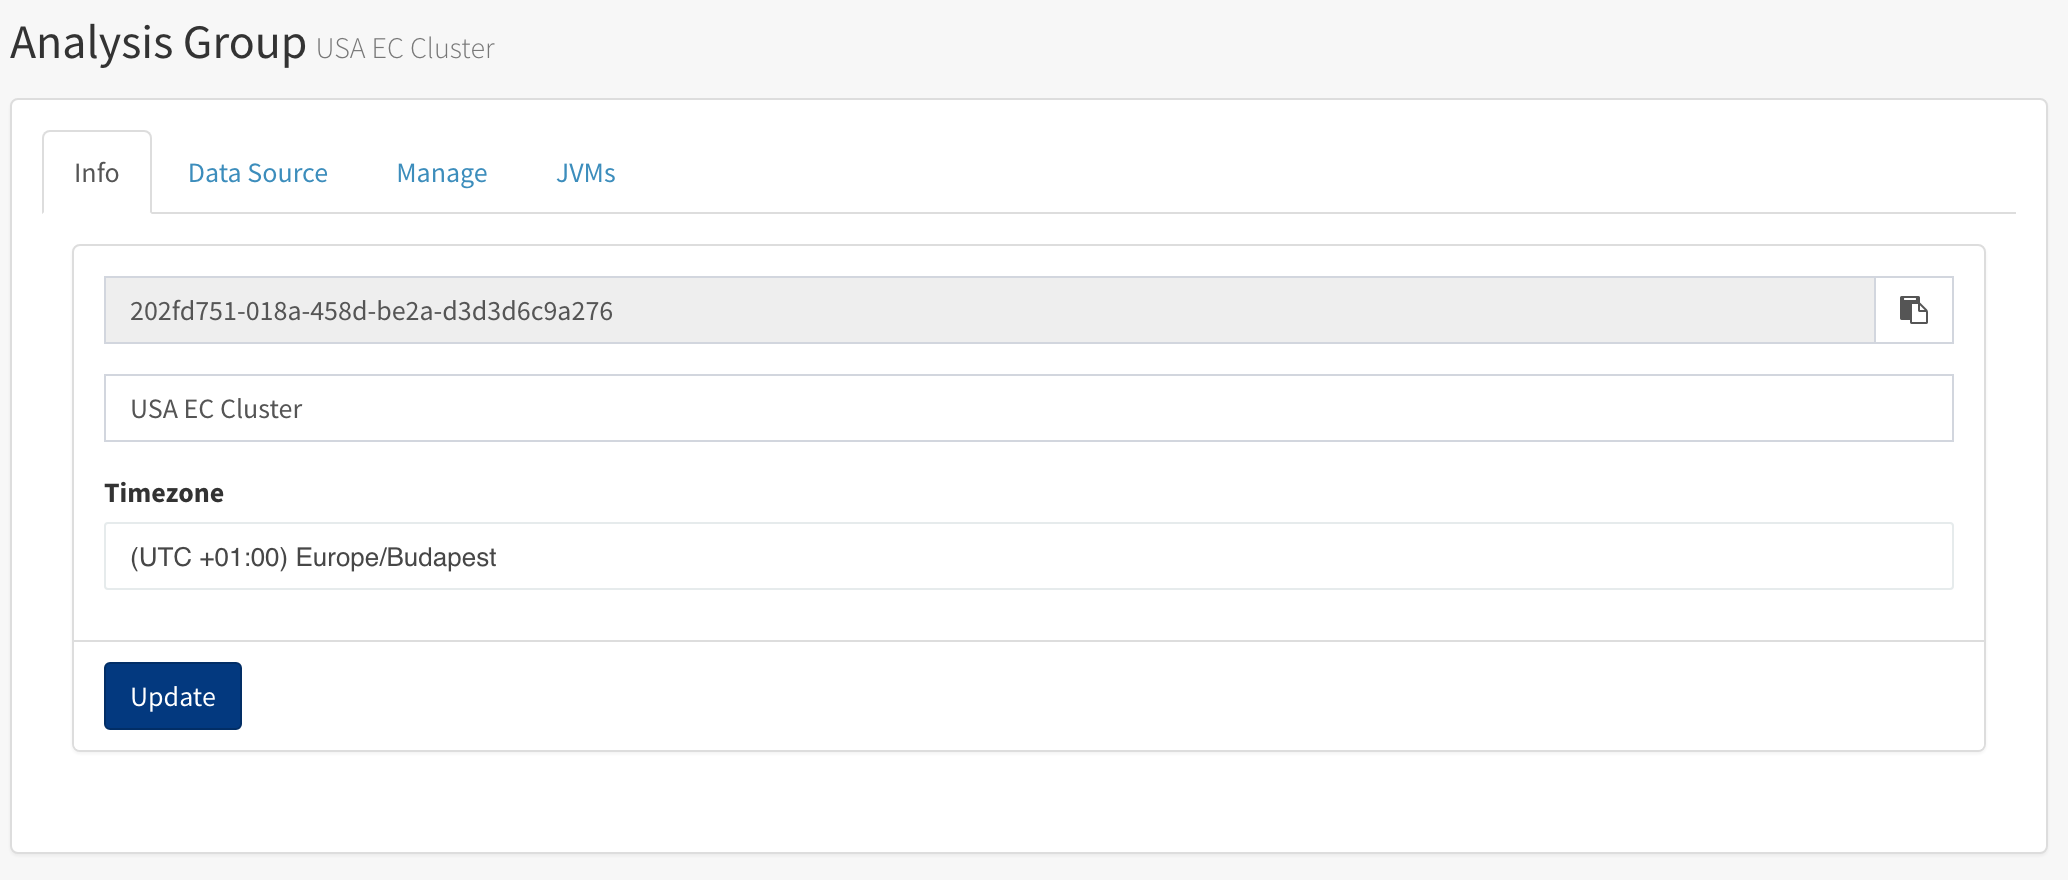 Analysis Group USA EC Cluster
Info Data Source Manage JVMs
202fd751-018a-458d-be2a-d3d3d6c9a276
USA EC Cluster
Timezone
(UTC +01:00) Europe/Budapest
Update